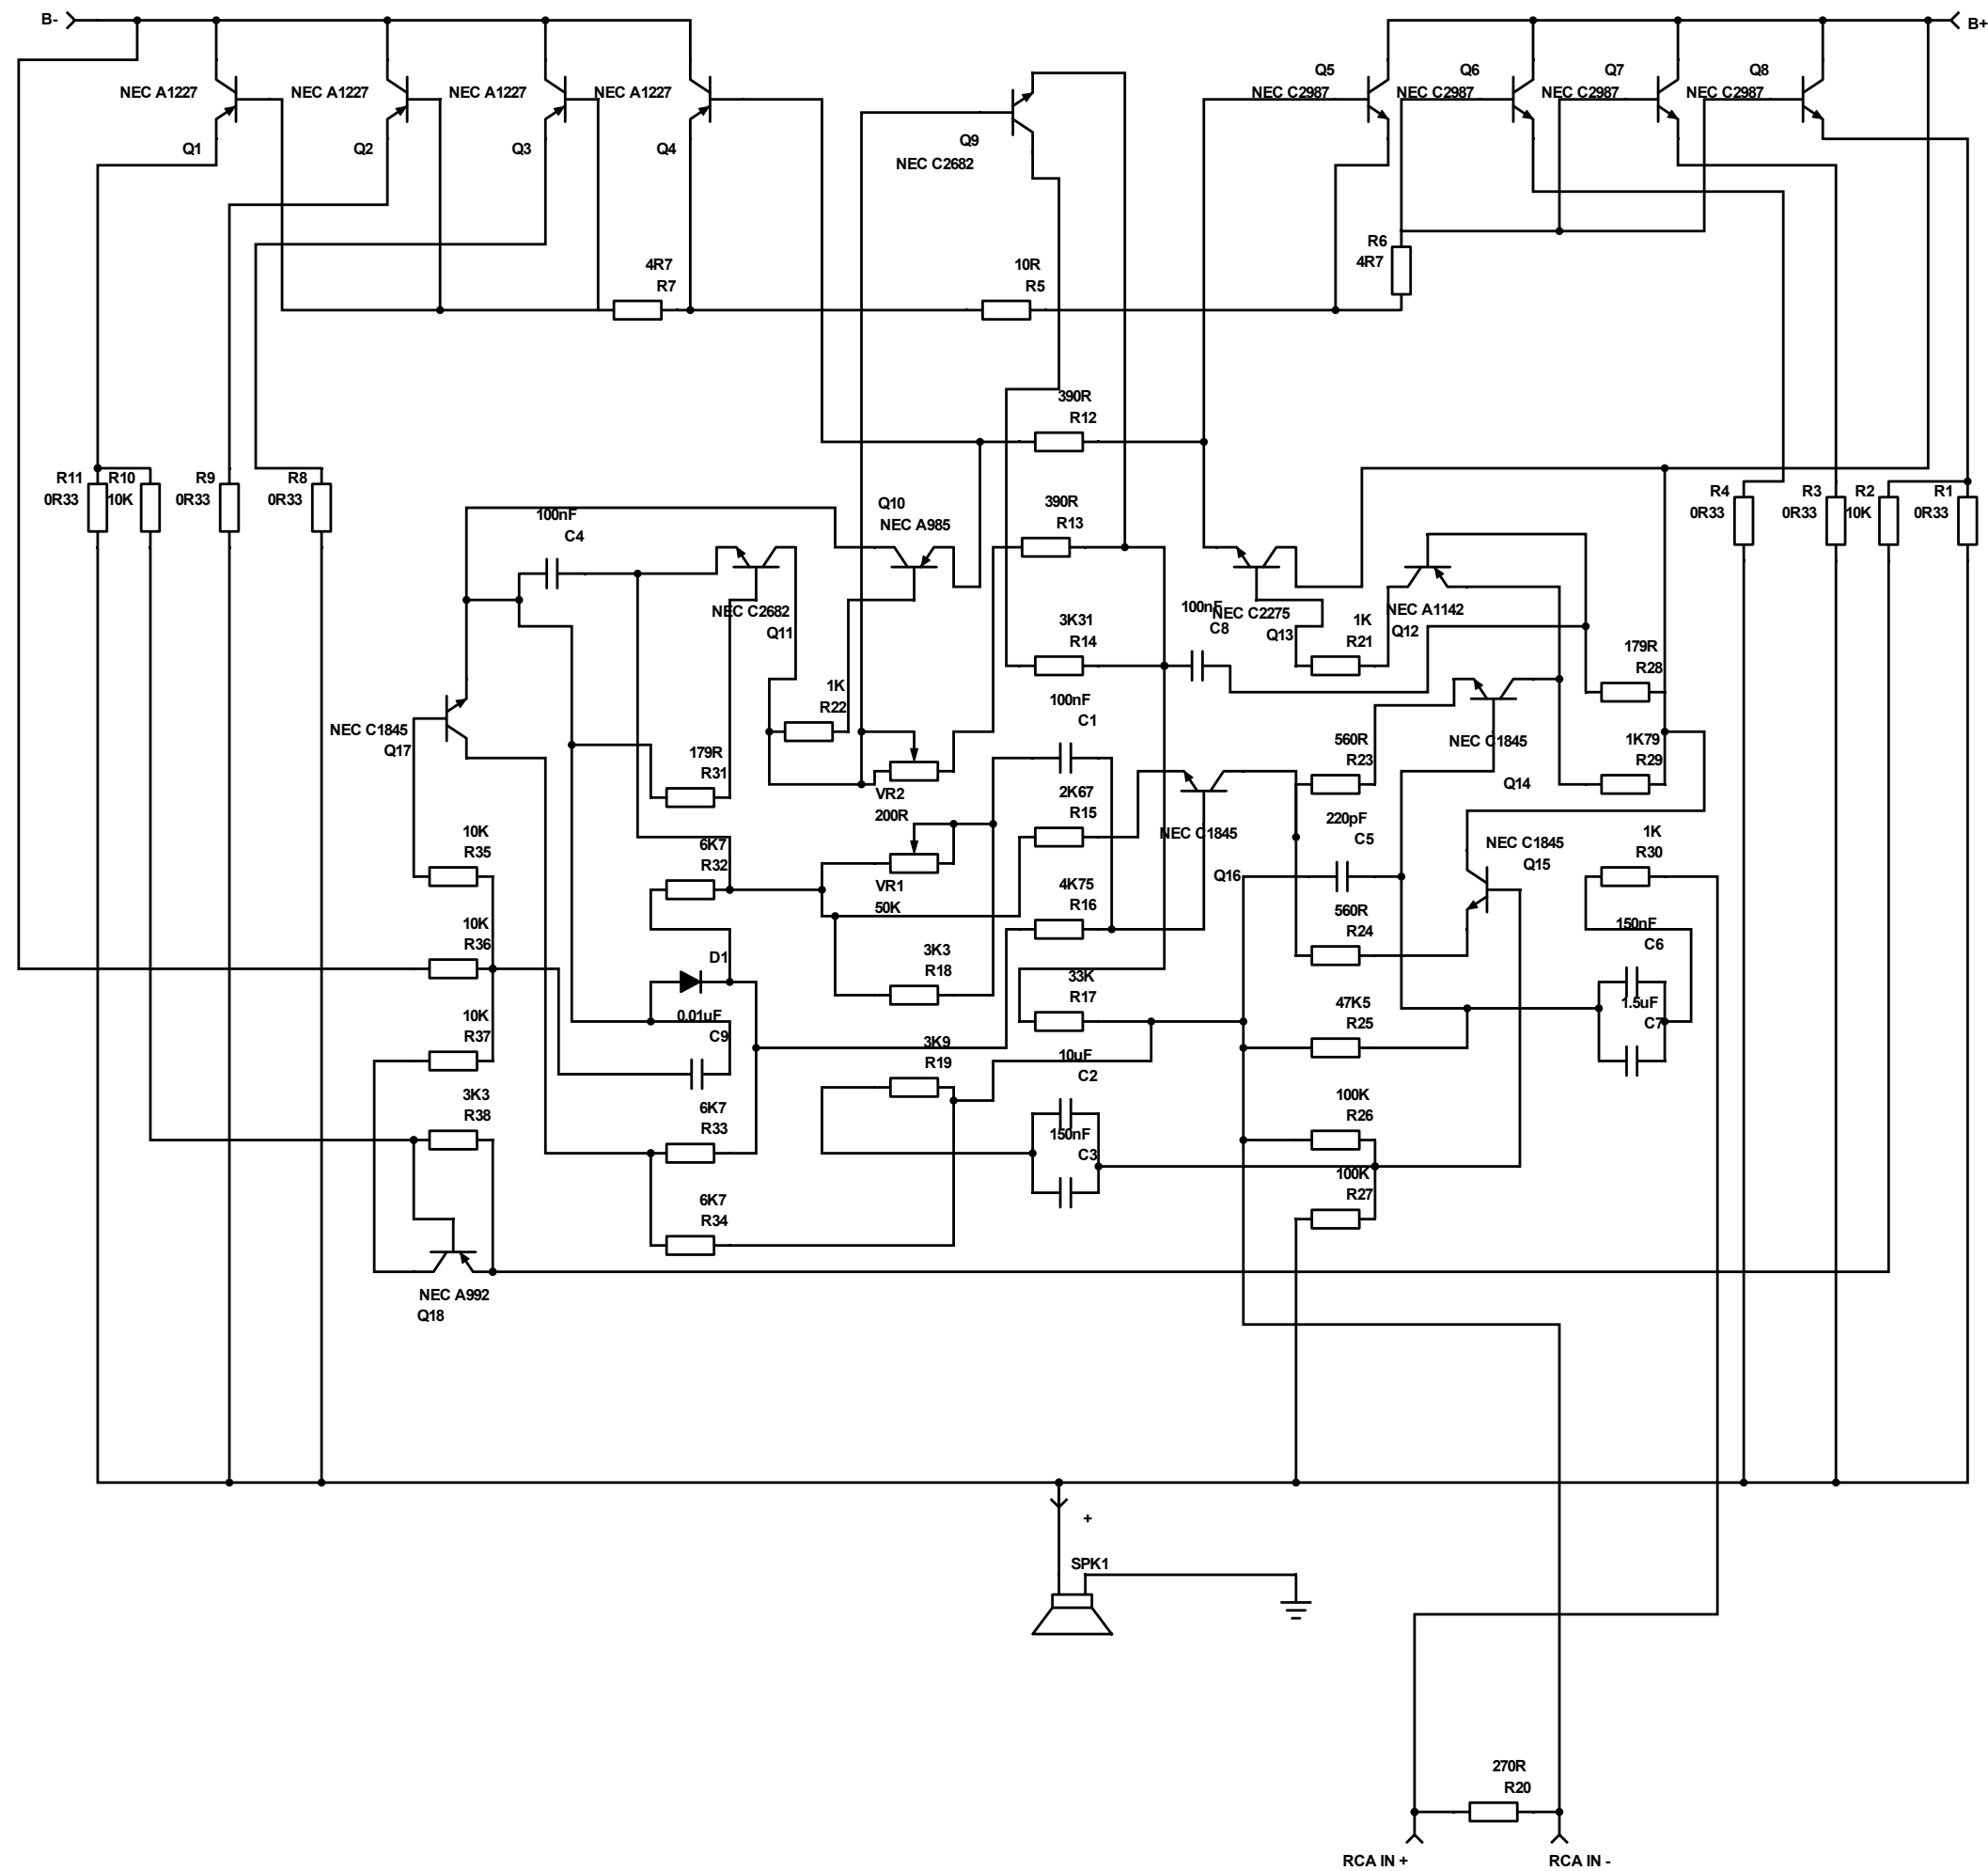 B-
B+
NEC A1227
Q1
NEC A1227
Q2
NEC A1227
Q3
NEC A1227
Q4
Q9
NEC C2682
Q5
NEC C2987
Q6
NEC C2987
Q7
NEC C2987
Q8
NEC C2987
R6
4R7
4R7
R7
10R
R5
390R
R12
R11
0R33
R10
10K
R9
0R33
R8
0R33
R4
0R33
R3
0R33
R2
10K
R1
0R33
100nF
C4
Q10
NEC A985
390R
R13
NEC C2682
Q11
3K31
R14
100nF
C8
NEC C2275
Q13
1K
R21
NEC A1142
Q12
179R
R28
1K
R22
100nF
C1
NEC C1845
Q17
179R
R31
VR2
200R
560R
R23
NEC C1845
Q14
1K79
R29
2K67
R15
NEC C1845
Q16
220pF
C5
NEC C1845
Q15
1K
R30
10K
R35
6K7
R32
VR1
50K
4K75
R16
560R
R24
150nF
C6
10K
R36
D1
3K3
R18
33K
R17
47K5
R25
1.5uF
C7
10K
R37
0.01uF
C9
3K9
R19
10uF
C2
3K3
R38
6K7
R33
150nF
C3
100K
R26
100K
R27
6K7
R34
NEC A992
Q18
+
SPK1
270R
R20
RCA IN +
RCA IN -